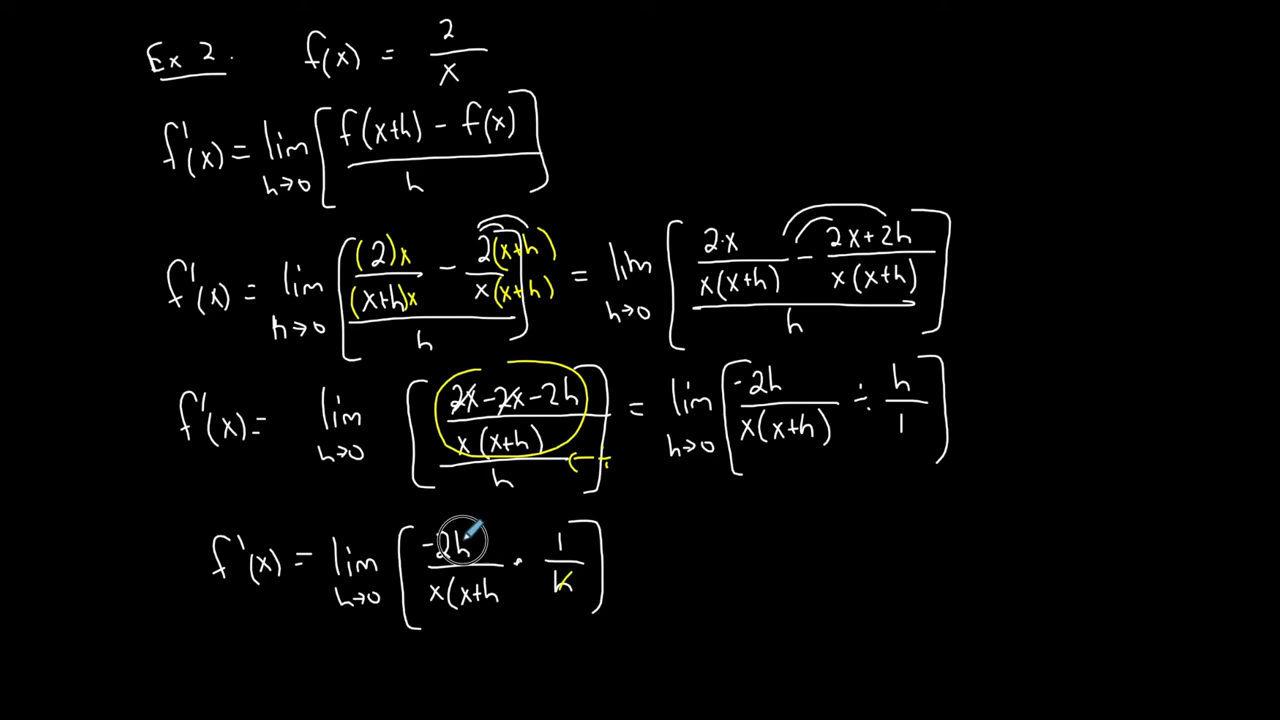 Ex 2. f(x) = 2/x
f'(x) = lim h→0 [ (f(x+h) - f(x)) / h ]
f'(x) = lim h→0 [ ( (2)x / (x+h)x - 2(x+h) / x(x+h) ) / h ] = lim h→0 [ ( 2·x / x(x+h) - (2x+2h) / x(x+h) ) / h ]
f'(x) = lim h→0 [ ( (2x - 2x - 2h) / x(x+h) ) / h ] ←÷ = lim h→0 [ -2h / x(x+h) ÷ h/1 ]
f'(x) = lim h→0 [ -2h / x(x+h · 1/h ]